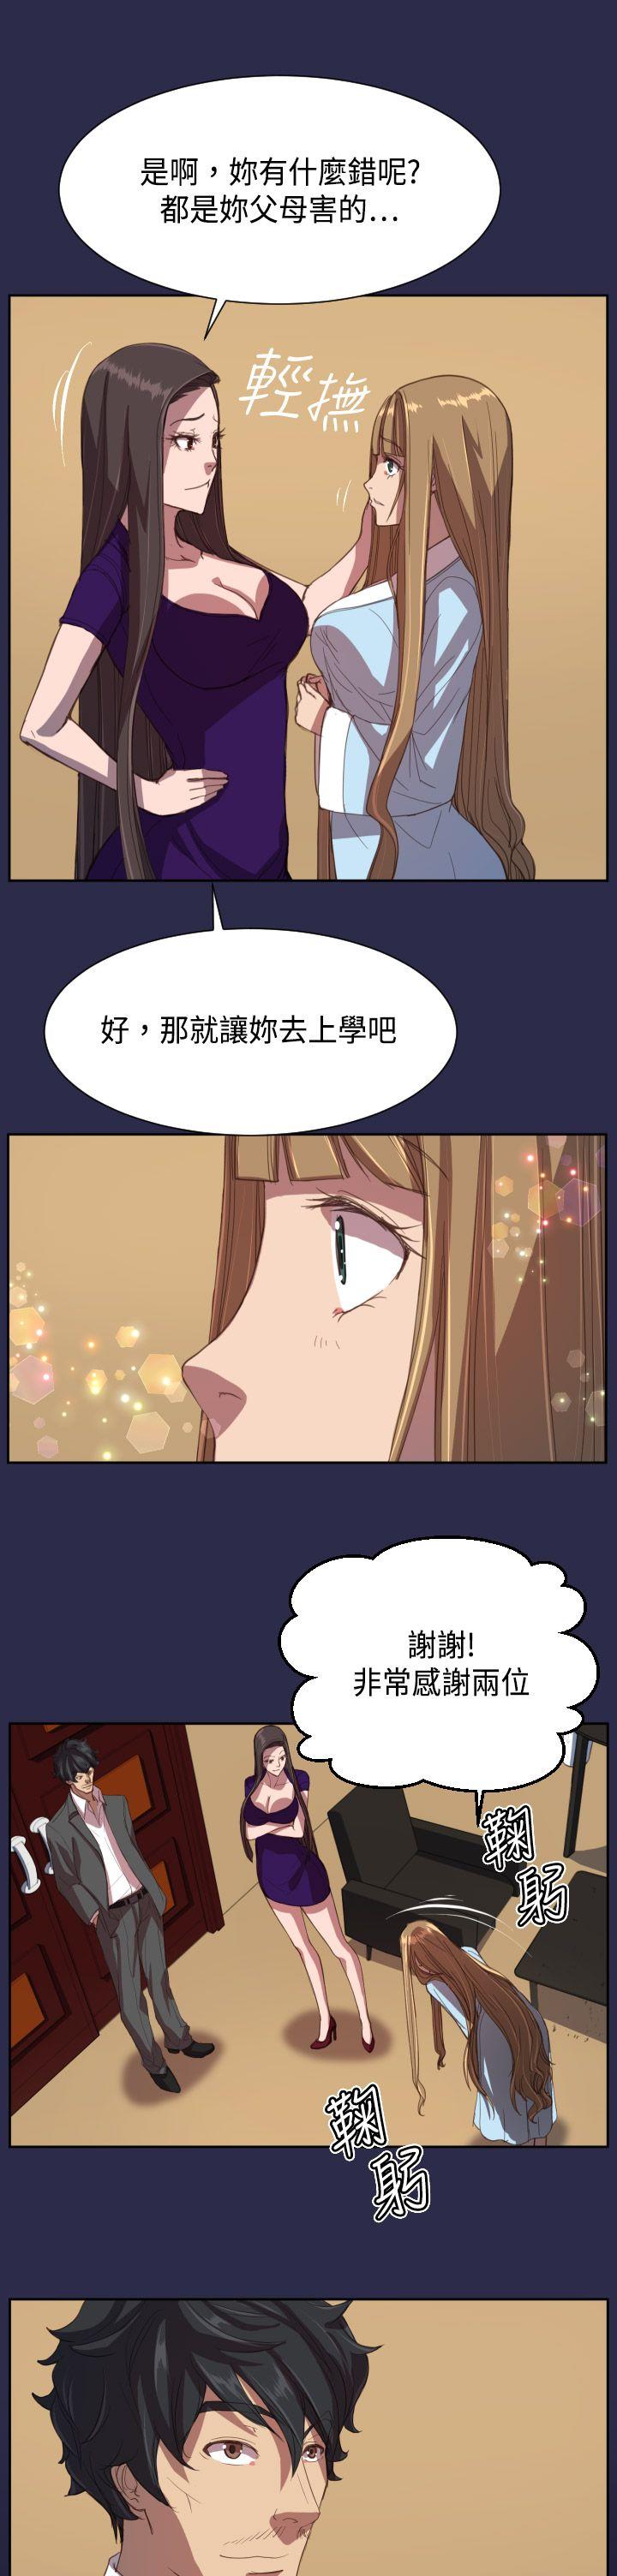 是啊，妳有什麼錯呢?
都是妳父母害的...
輕撫
好，那就讓妳去上學吧
謝謝!
非常感謝兩位
鞠躬
鞠躬